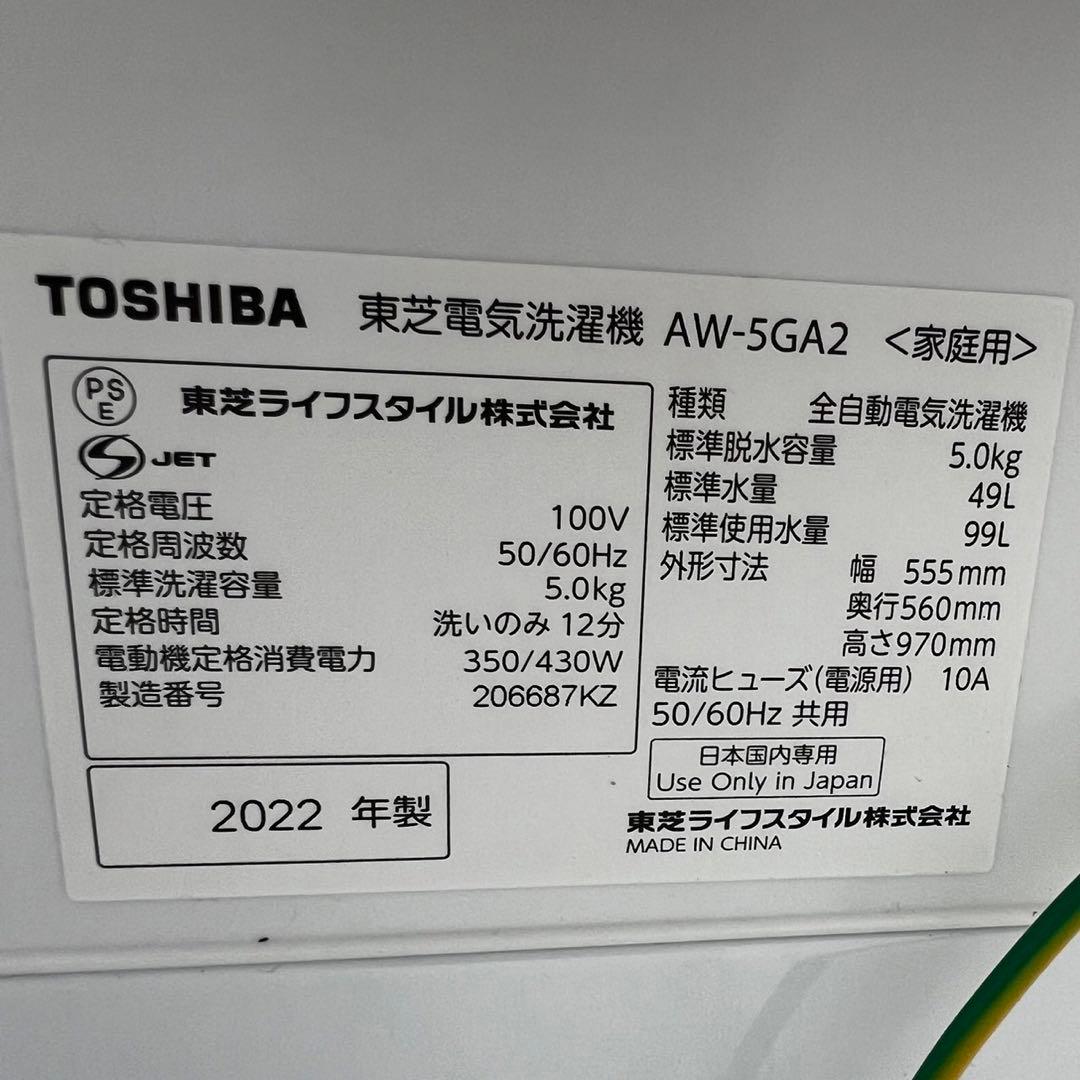 TOSHIBA 東芝電気洗濯機 AW-5GA2 <家庭用>
PSE 東芝ライフスタイル株式会社
S JET
定格電圧 100V
定格周波数 50/60Hz
標準洗濯容量 5.0kg
定格時間 洗いのみ 12分
電動機定格消費電力 350/430W
製造番号 206687KZ
2022 年製
種類 全自動電気洗濯機
標準脱水容量 5.0kg
標準水量 49L
標準使用水量 99L
外形寸法 幅 555mm
奥行560mm
高さ970mm
電流ヒューズ(電源用) 10A
50/60Hz 共用
日本国内専用
Use Only in Japan
東芝ライフスタイル株式会社
MADE IN CHINA